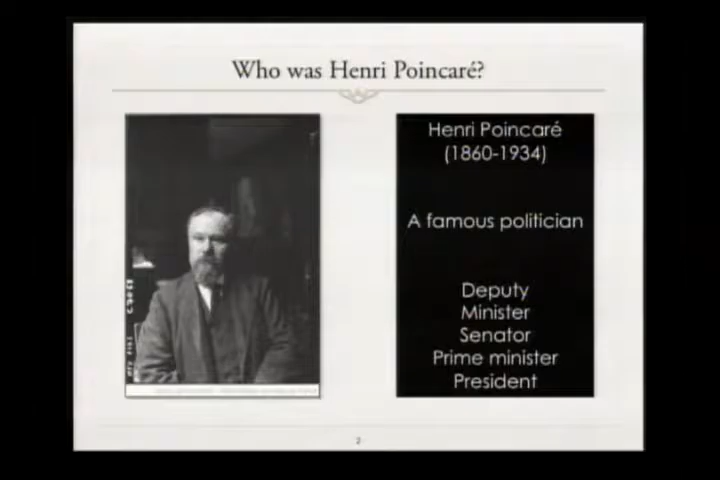 Who was Henri Poincaré?
Henri Poincaré
(1860-1934)
A famous politician
Deputy
Minister
Senator
Prime minister
President
2